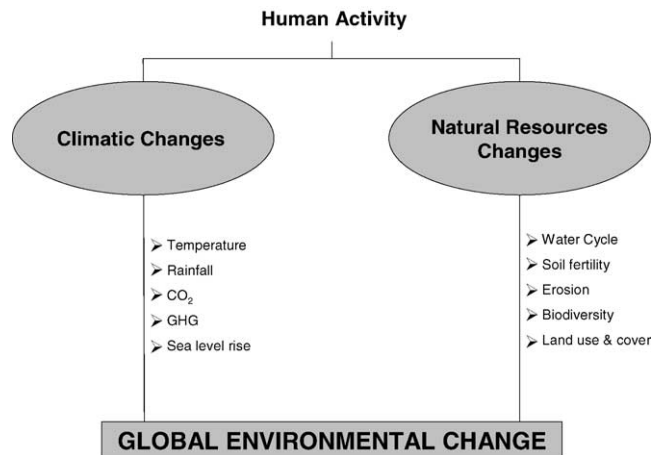 Human Activity
Climatic Changes
Natural Resources
Changes
➢ Temperature
➢ Rainfall
➢ CO₂
➢ GHG
➢ Sea level rise
➢ Water Cycle
➢ Soil fertility
➢ Erosion
➢ Biodiversity
➢ Land use & cover
GLOBAL ENVIRONMENTAL CHANGE